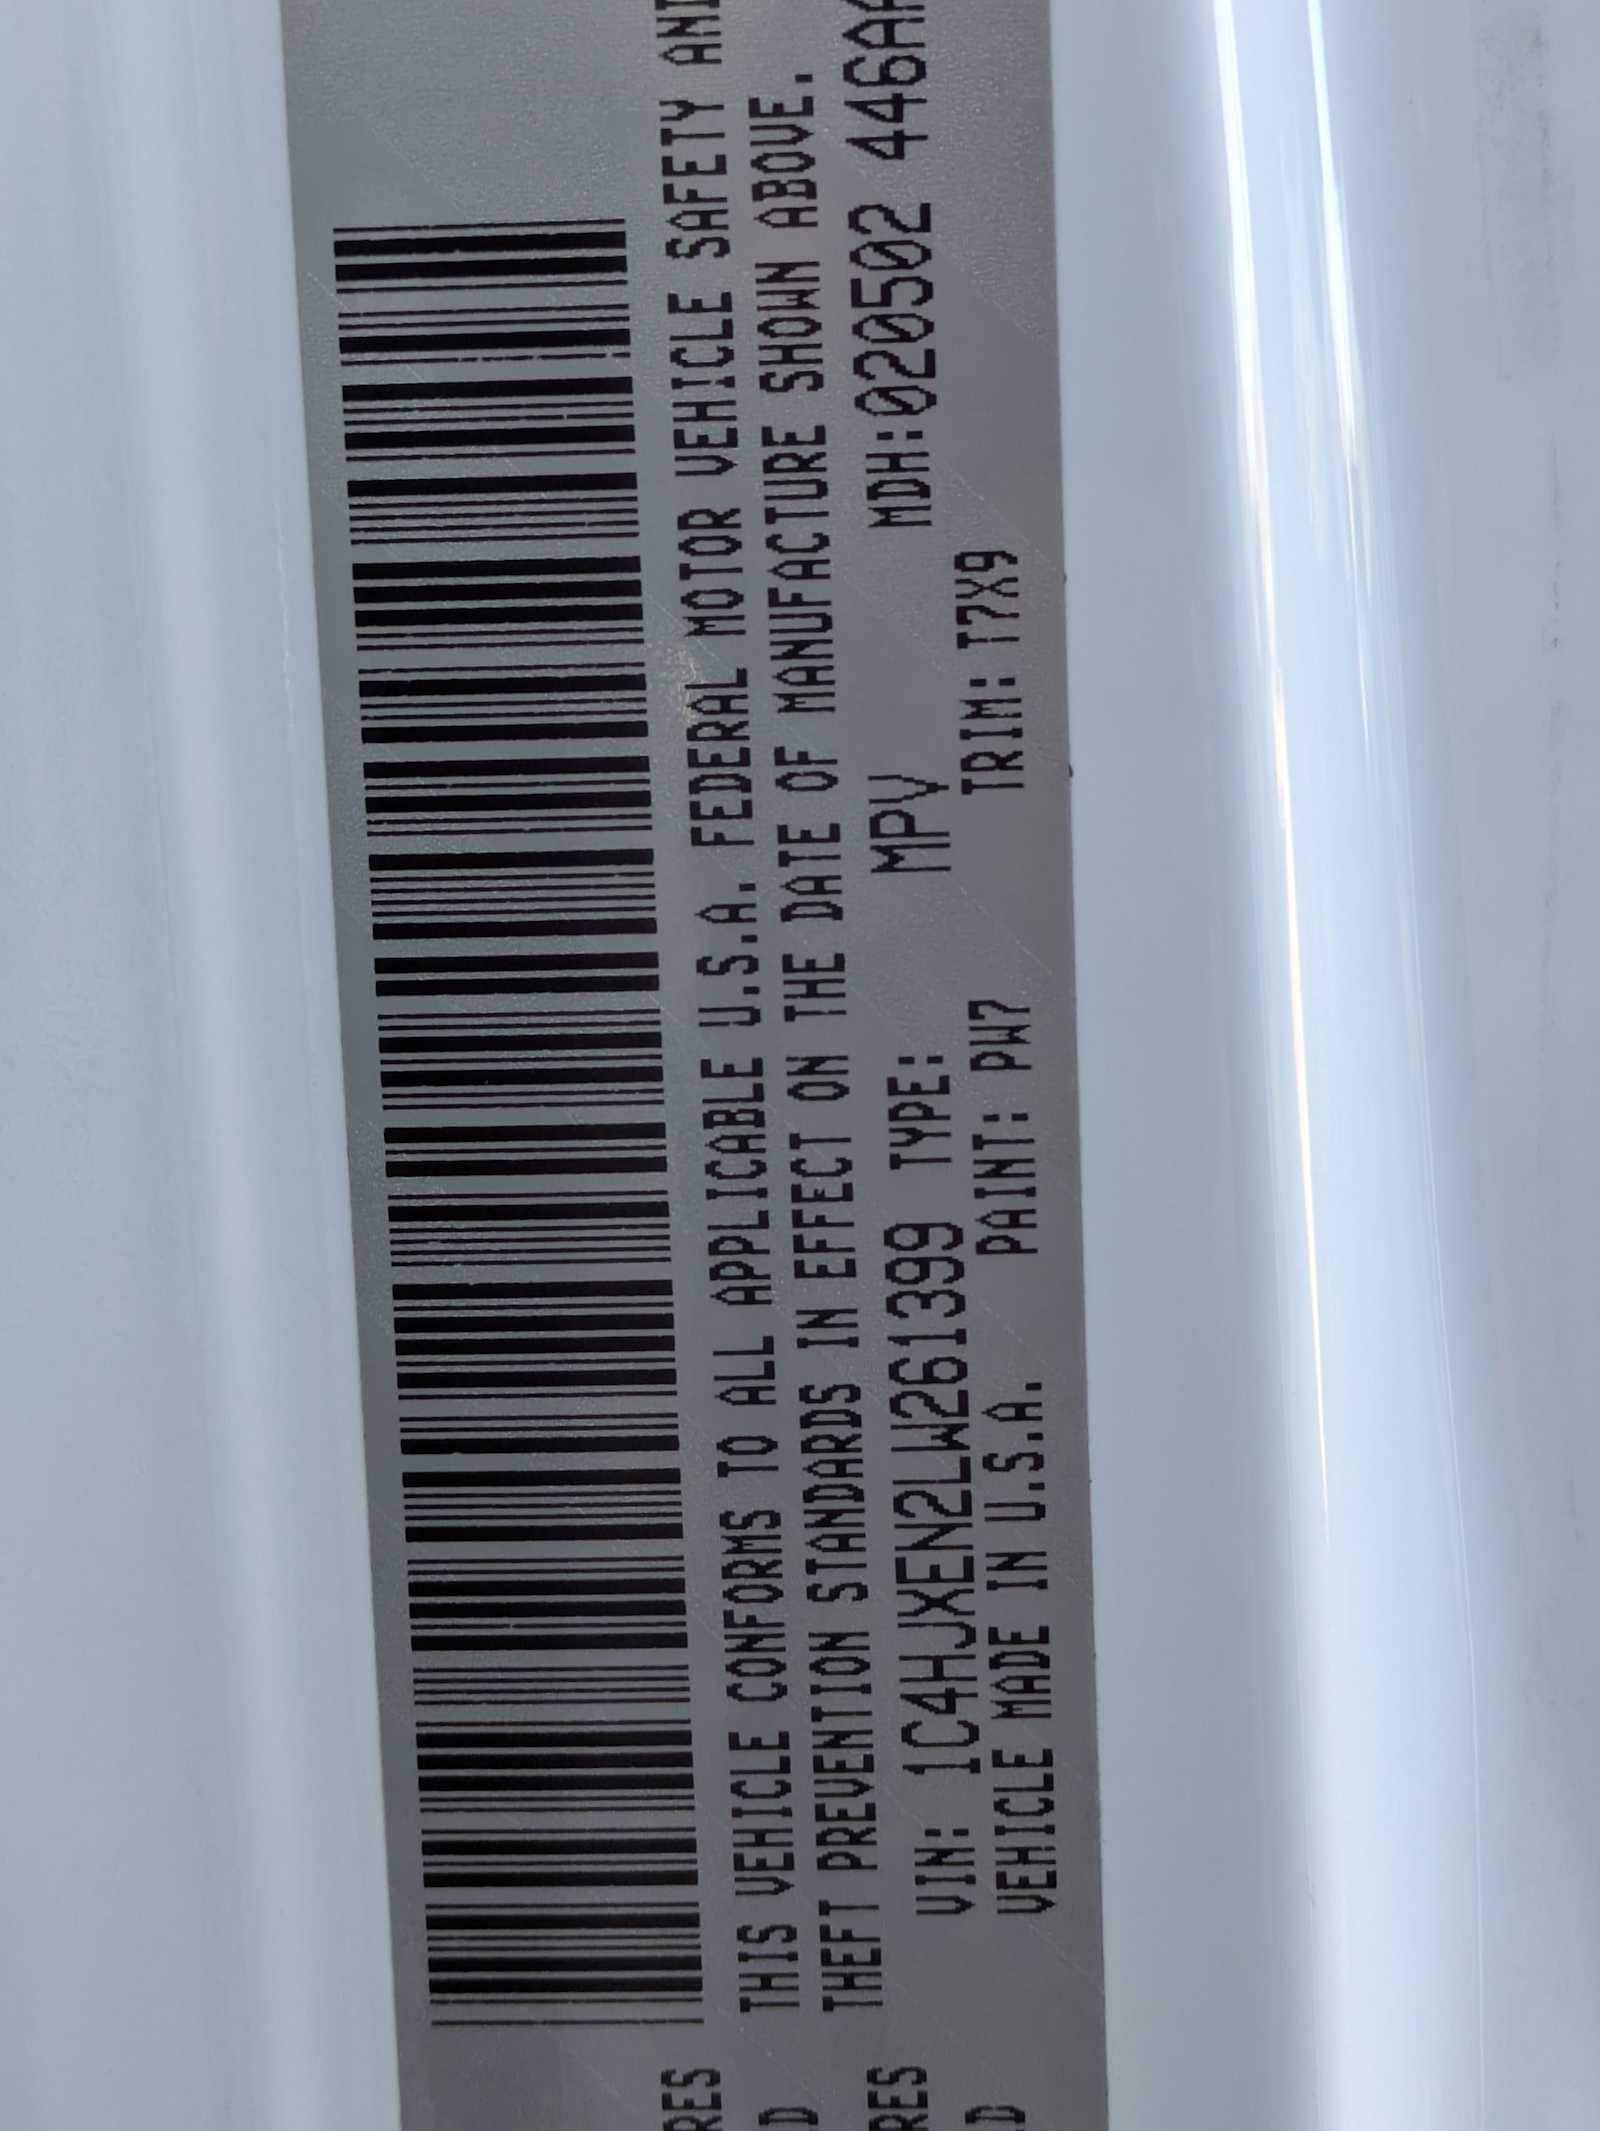 THIS VEHICLE CONFORMS TO ALL APPLICABLE U.S.A. FEDERAL MOTOR VEHICLE SAFETY AND
THEFT PREVENTION STANDARDS IN EFFECT ON THE DATE OF MANUFACTURE SHOWN ABOVE.
VIN: 1C4HJXEN2LW261399 TYPE: MPV MDH:020502 446A
VEHICLE MADE IN U.S.A. PAINT: PW7 TRIM: T7X9